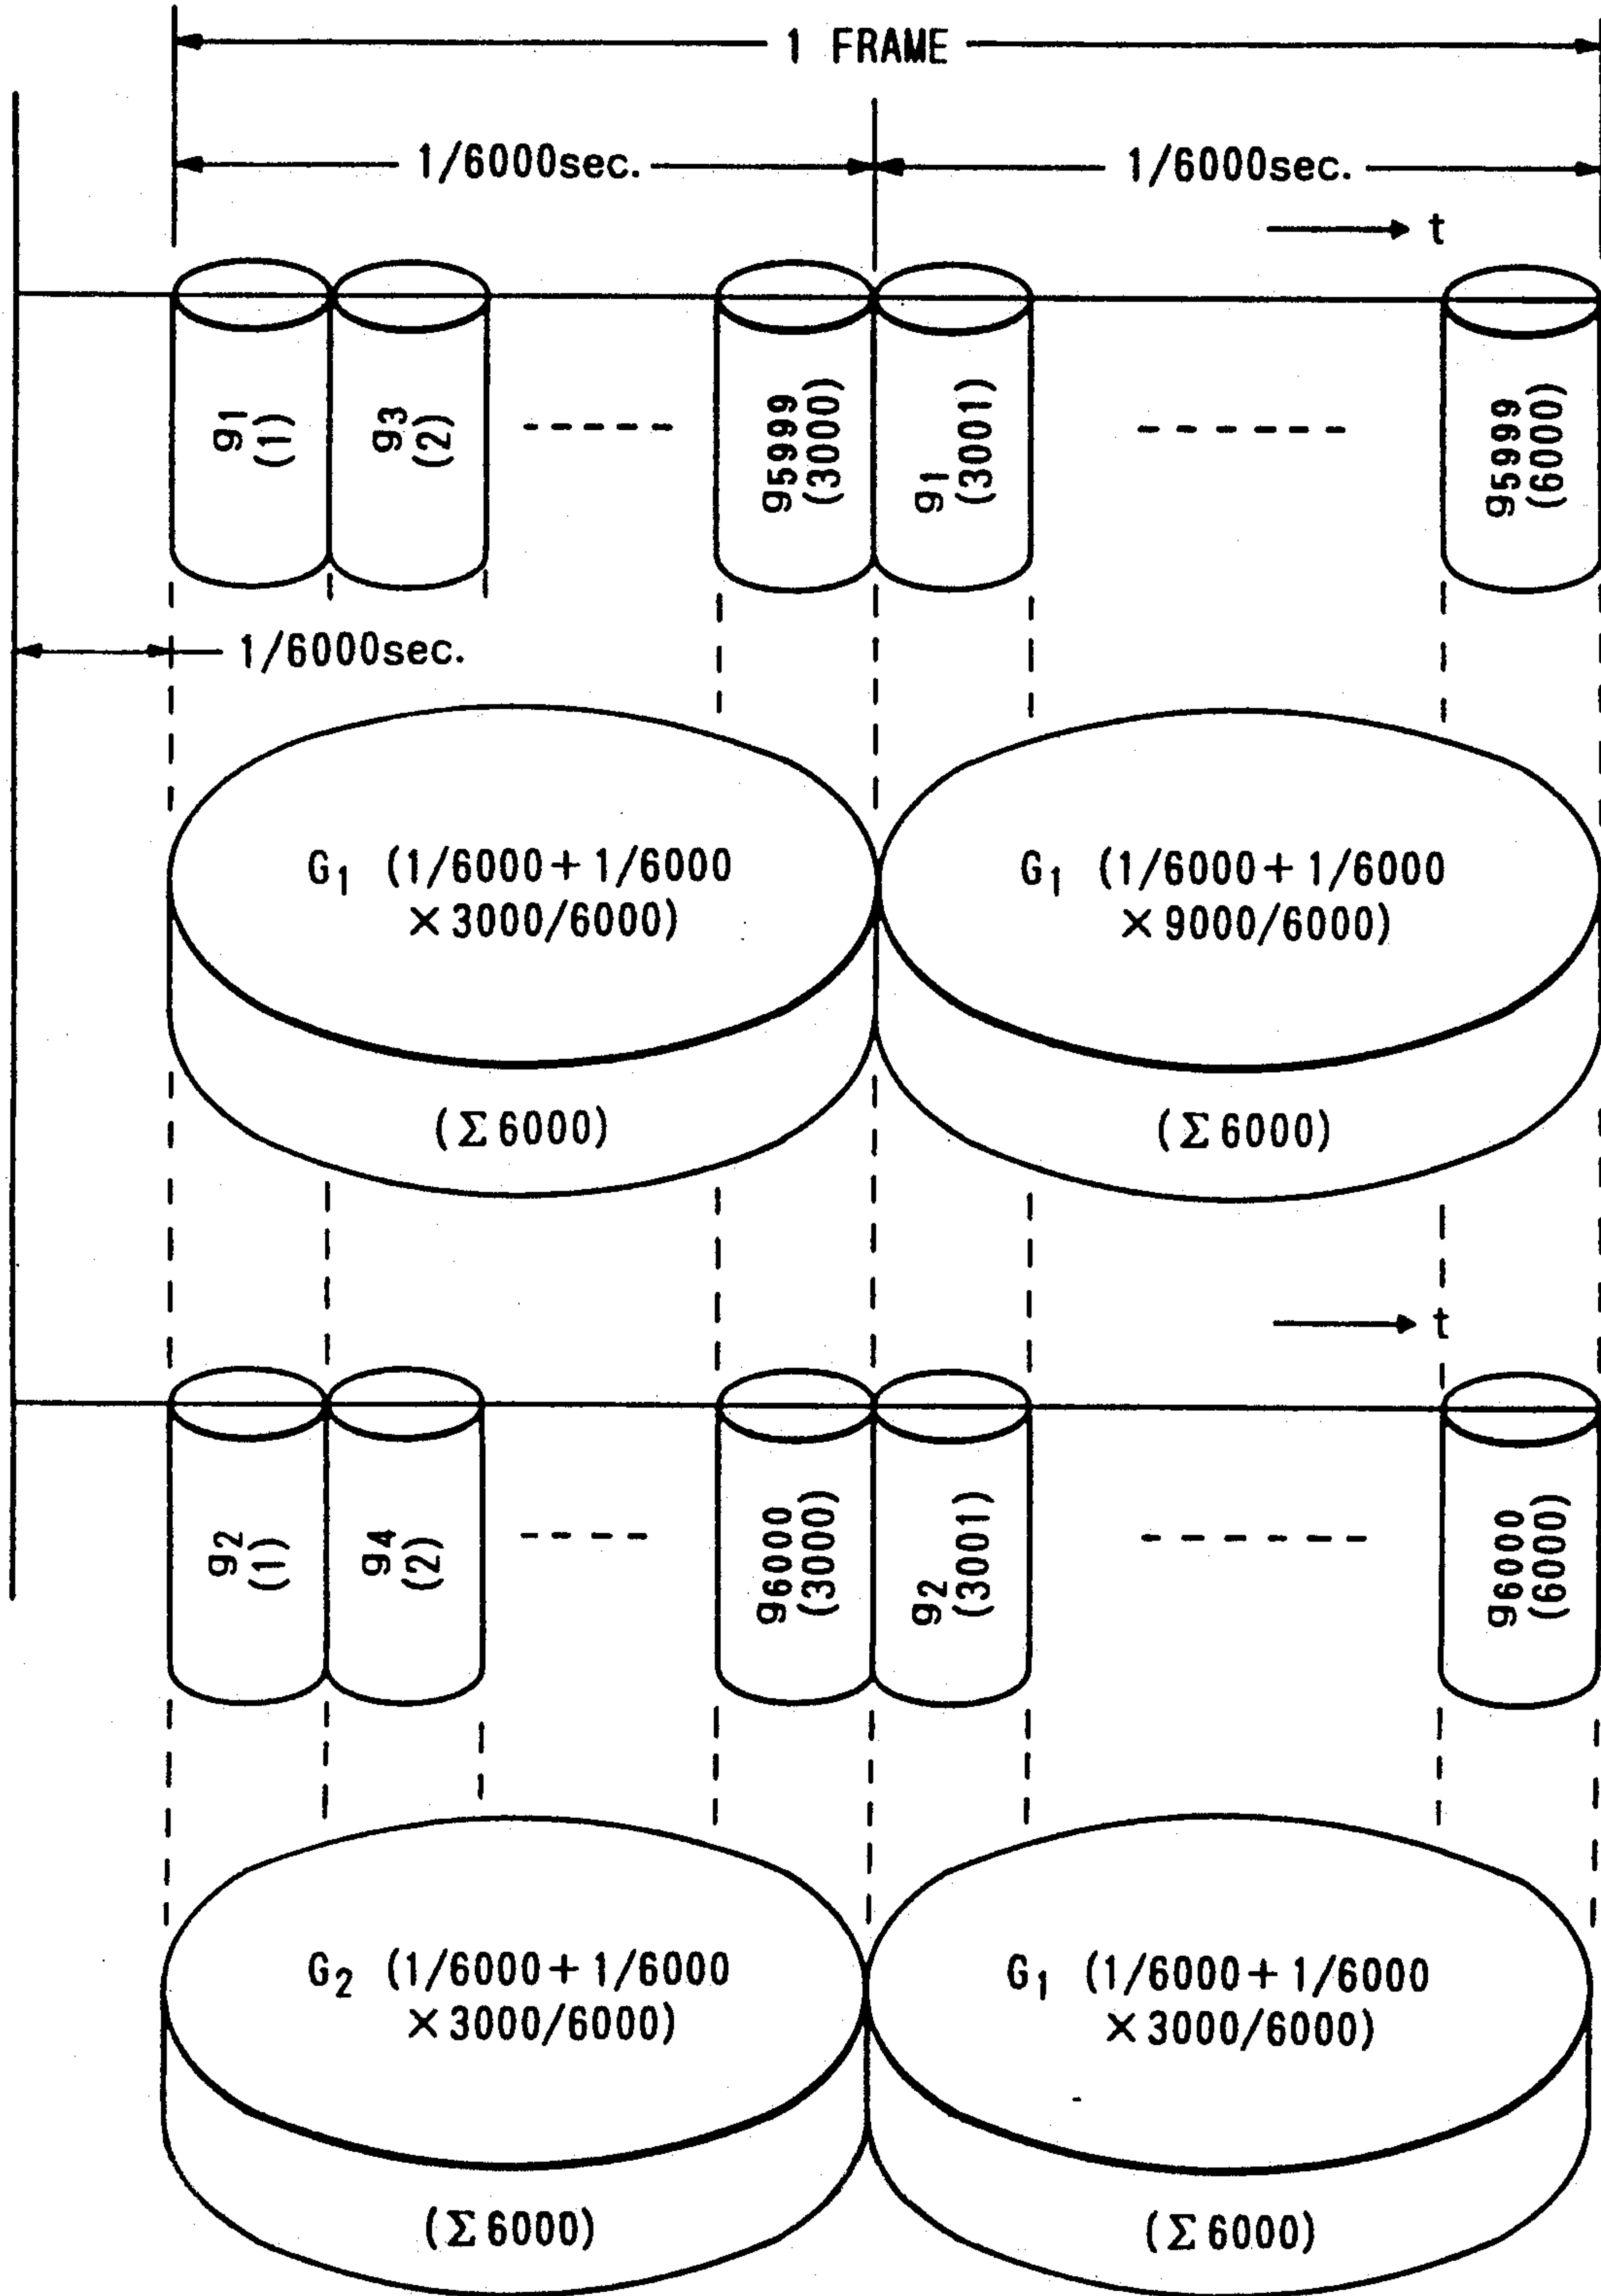 1 FRAME
1/6000sec. 1/6000sec.
t
g1 (1)
g3 (2)
g5999 (3000)
g1 (3001)
g5999 (6000)
1/6000sec.
G1 (1/6000+1/6000
×3000/6000)
G1 (1/6000+1/6000
×9000/6000)
(Σ6000)
(Σ6000)
t
g2 (1)
g4 (2)
g6000 (3000)
g2 (3001)
g6000 (6000)
G2 (1/6000+1/6000
×3000/6000)
G1 (1/6000+1/6000
×3000/6000)
(Σ6000)
(Σ6000)